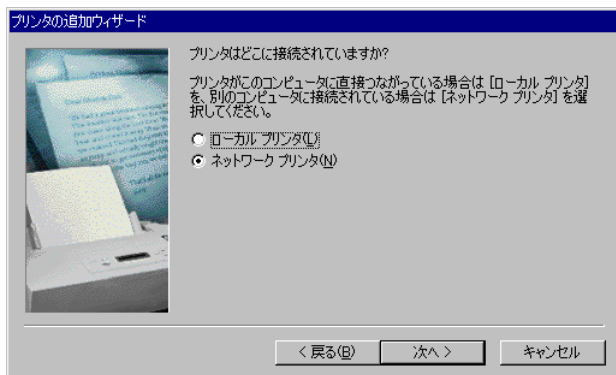 プリンタの追加ウィザード
プリンタはどこに接続されていますか?
プリンタがこのコンピュータに直接つながっている場合は [ローカル プリンタ]
を、別のコンピュータに接続されている場合は [ネットワーク プリンタ] を選
択してください。
ローカル プリンタ(L)
ネットワーク プリンタ(N)
< 戻る(B)
次へ >
キャンセル